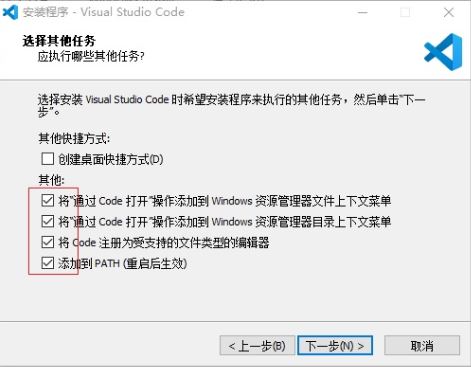 安装程序 - Visual Studio Code
选择其他任务
应执行哪些其他任务?
选择安装 Visual Studio Code 时希望安装程序来执行的其他任务，然后单击“下一
步”。
其他快捷方式:
创建桌面快捷方式(D)
其他:
将“通过 Code 打开”操作添加到 Windows 资源管理器文件上下文菜单
将“通过 Code 打开”操作添加到 Windows 资源管理器目录上下文菜单
将 Code 注册为受支持的文件类型的编辑器
添加到 PATH (重启后生效)
< 上一步(B) 下一步(N) > 取消